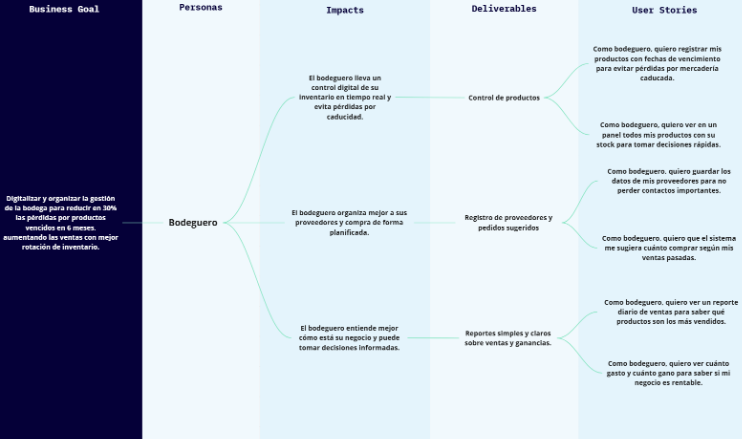 Business Goal
Personas
Impacts
Deliverables
User Stories
Digitalizar y organizar la gestión
de la bodega para reducir en 30%
las pérdidas por productos
vencidos en 6 meses.
aumentando las ventas con mejor
rotación de inventario.
Bodeguero
El bodeguero lleva un
control digital de su
inventario en tiempo real y
evita pérdidas por
caducidad.
Control de productos
Como bodeguero, quiero registrar mis
productos con fechas de vencimiento
para evitar pérdidas por mercadería
caducada.
Como bodeguero, quiero ver en un
panel todos mis productos con su
stock para tomar decisiones rápidas.
El bodeguero organiza mejor a sus
proveedores y compra de forma
planificada.
Registro de proveedores y
pedidos sugeridos
Como bodeguero, quiero guardar los
datos de mis proveedores para no
perder contactos importantes.
Como bodeguero, quiero que el sistema
me sugiera cuánto comprar según mis
ventas pasadas.
El bodeguero entiende mejor
cómo está su negocio y puede
tomar decisiones informadas.
Reportes simples y claros
sobre ventas y ganancias.
Como bodeguero, quiero ver un reporte
diario de ventas para saber qué
productos son los más vendidos.
Como bodeguero, quiero ver cuánto
gasto y cuánto gano para saber si mi
negocio es rentable.